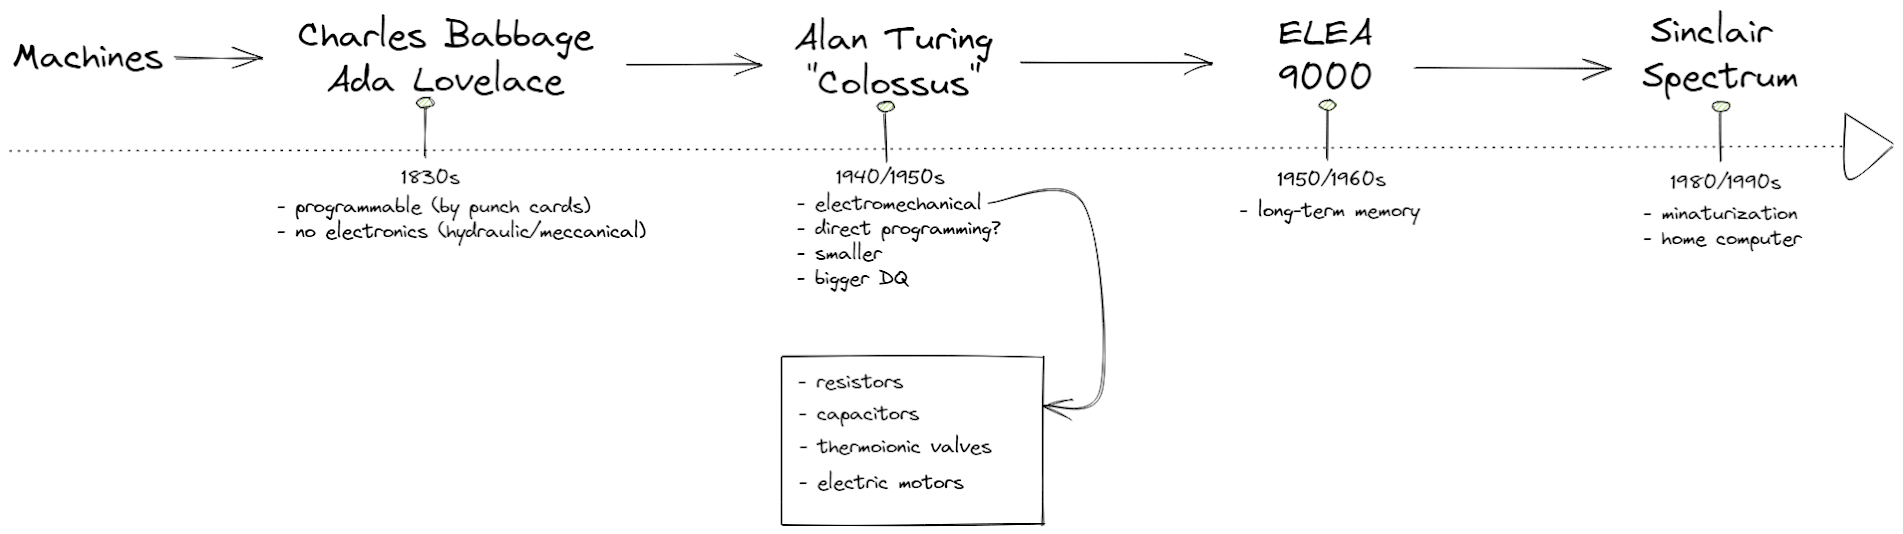 Machines
Charles Babbage
Ada Lovelace
Alan Turing
"Colossus"
ELEA
9000
Sinclair
Spectrum
1830s
- programmable (by punch cards)
- no electronics (hydraulic/meccanical)
1940/1950s
- electromechanical
- direct programming?
- smaller
- bigger DQ
- resistors
- capacitors
- thermoionic valves
- electric motors
1950/1960s
- long-term memory
1980/1990s
- minaturization
- home computer